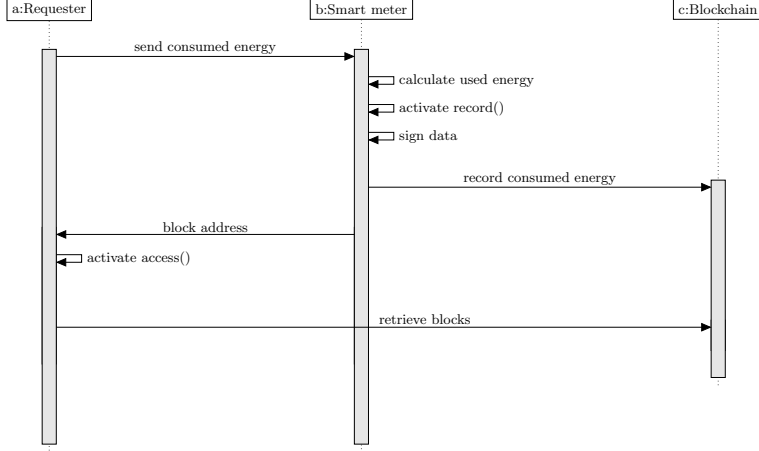 a:Requester
b:Smart meter
c:Blockchain
send consumed energy
calculate used energy
activate record()
sign data
record consumed energy
block address
activate access()
retrieve blocks